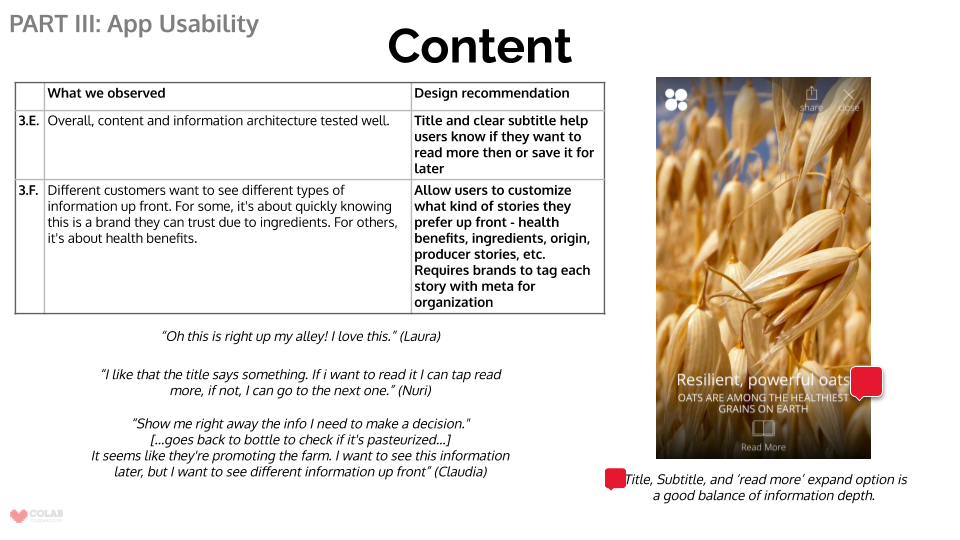 PART III: App Usability
Content
What we observed
Design recommendation
3.E.
Overall, content and information architecture tested well.
Title and clear subtitle help
users know if they want to
read more then or save it for
later
3.F.
Different customers want to see different types of
information up front. For some, it's about quickly knowing
this is a brand they can trust due to ingredients. For others,
it's about health benefits.
Allow users to customize
what kind of stories they
prefer up front - health
benefits, ingredients, origin,
producer stories, etc.
Requires brands to tag each
story with meta for
organization
“Oh this is right up my alley! I love this.” (Laura)
“I like that the title says something. If i want to read it I can tap read
more, if not, I can go to the next one.” (Nuri)
“Show me right away the info I need to make a decision."
[...goes back to bottle to check if it's pasteurized...]
It seems like they're promoting the farm. I want to see this information
later, but I want to see different information up front” (Claudia)
share
close
Resilient, powerful oats
OATS ARE AMONG THE HEALTHIEST
GRAINS ON EARTH
Read More
Title, Subtitle, and ‘read more’ expand option is
a good balance of information depth.
COLAB